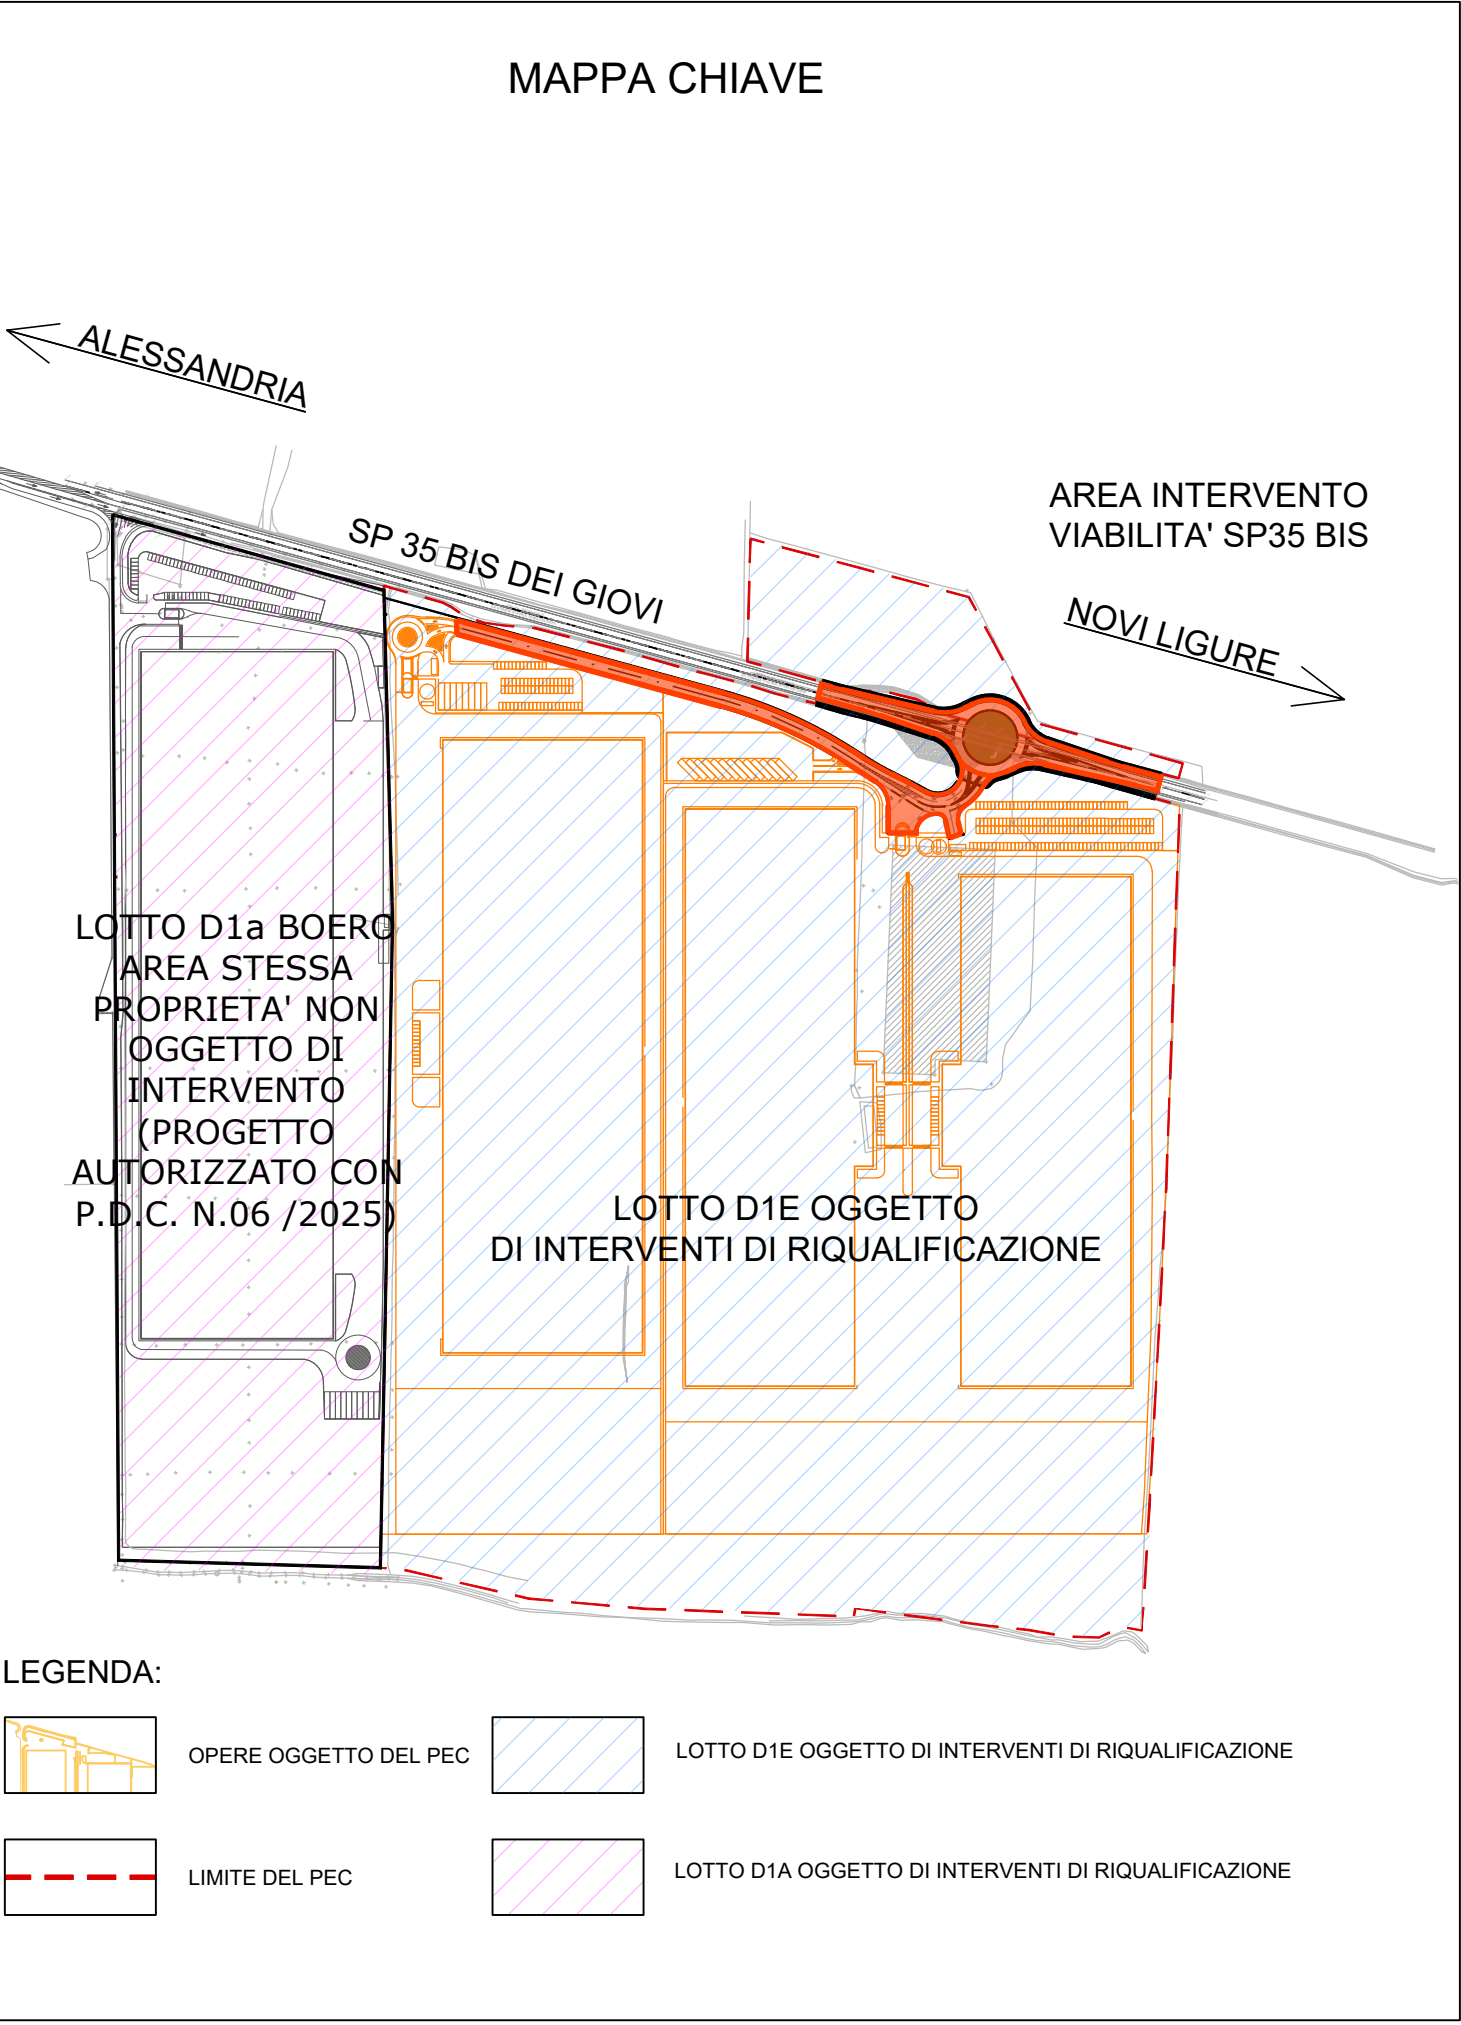 MAPPA CHIAVE
ALESSANDRIA
SP 35 BIS DEI GIOVI
AREA INTERVENTO
VIABILITA' SP35 BIS
NOVI LIGURE
LOTTO D1a BOERO
AREA STESSA
PROPRIETA' NON
OGGETTO DI
INTERVENTO
(PROGETTO
AUTORIZZATO CON
P.D.C. N.06 /2025)
LOTTO D1E OGGETTO
DI INTERVENTI DI RIQUALIFICAZIONE
LEGENDA:
OPERE OGGETTO DEL PEC
LOTTO D1E OGGETTO DI INTERVENTI DI RIQUALIFICAZIONE
LIMITE DEL PEC
LOTTO D1A OGGETTO DI INTERVENTI DI RIQUALIFICAZIONE